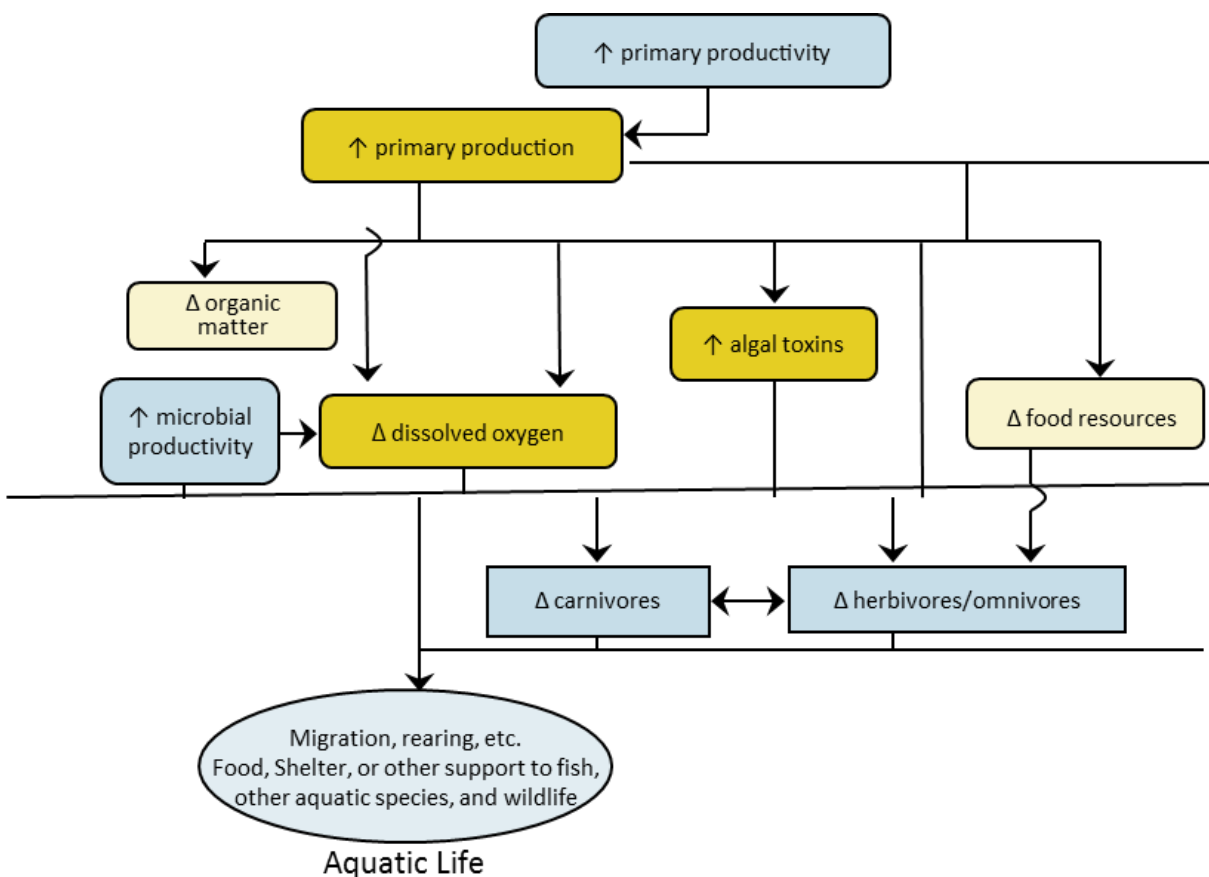 ↑ primary productivity
↑ primary production
Δ organic
matter
↑ algal toxins
↑ microbial
productivity
Δ dissolved oxygen
Δ food resources
Δ carnivores
Δ herbivores/omnivores
Migration, rearing, etc.
Food, Shelter, or other support to fish,
other aquatic species, and wildlife
Aquatic Life